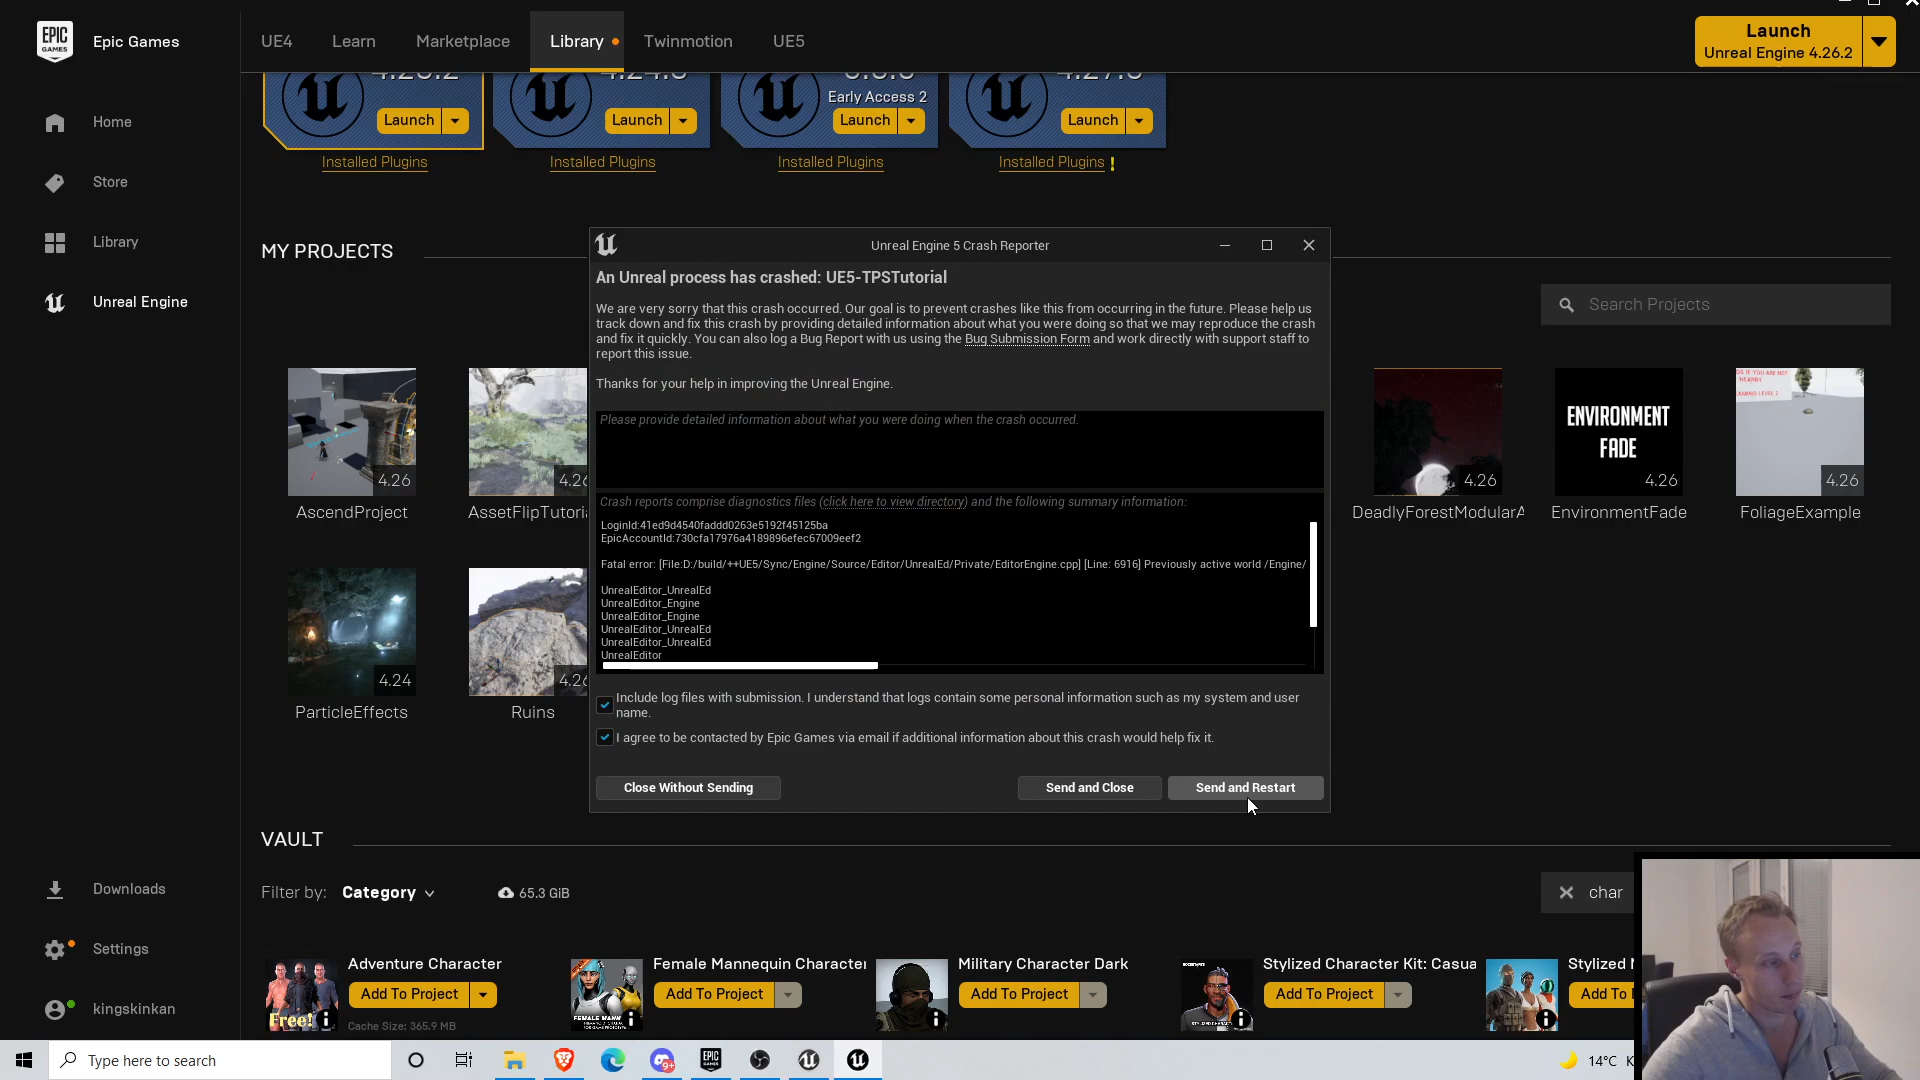 EPIC GAMES
Epic Games
UE4
Learn
Marketplace
Library
Twinmotion
UE5
Launch
Unreal Engine 4.26.2
Home
Store
Library
Unreal Engine
Downloads
Settings
kingskinkan
Early Access 2
Launch
Launch
Launch
Launch
Installed Plugins
Installed Plugins
Installed Plugins
Installed Plugins !
MY PROJECTS
Search Projects
4.26
AscendProject
AssetFlipTutoria
4.26
DeadlyForestModularA
ENVIRONMENT
FADE
4.26
EnvironmentFade
4.26
FoliageExample
4.24
ParticleEffects
Ruins
Unreal Engine 5 Crash Reporter
An Unreal process has crashed: UE5-TPSTutorial
We are very sorry that this crash occurred. Our goal is to prevent crashes like this from occurring in the future. Please help us
track down and fix this crash by providing detailed information about what you were doing so that we may reproduce the crash
and fix it quickly. You can also log a Bug Report with us using the Bug Submission Form and work directly with support staff to
report this issue.
Thanks for your help in improving the Unreal Engine.
Please provide detailed information about what you were doing when the crash occurred.
Crash reports comprise diagnostics files (click here to view directory) and the following summary information:
LoginId:41ed9d4540faddd0263e5192f45125ba
EpicAccountId:730cfa17976a4189896efec67009eef2
Fatal error: [File:D:/build/++UE5/Sync/Engine/Source/Editor/UnrealEd/Private/EditorEngine.cpp] [Line: 6916] Previously active world /Engine/
UnrealEditor_UnrealEd
UnrealEditor_Engine
UnrealEditor_Engine
UnrealEditor_UnrealEd
UnrealEditor_UnrealEd
UnrealEditor
Include log files with submission. I understand that logs contain some personal information such as my system and user
name.
I agree to be contacted by Epic Games via email if additional information about this crash would help fix it.
Close Without Sending
Send and Close
Send and Restart
VAULT
Filter by:
Category
65.3 GiB
char
Adventure Character
Add To Project
Free!
Cache Size: 365.9 MB
Female Mannequin Character
Add To Project
Military Character Dark
Add To Project
Stylized Character Kit: Casua
Add To Project
Stylized
Add To
Type here to search
14°C